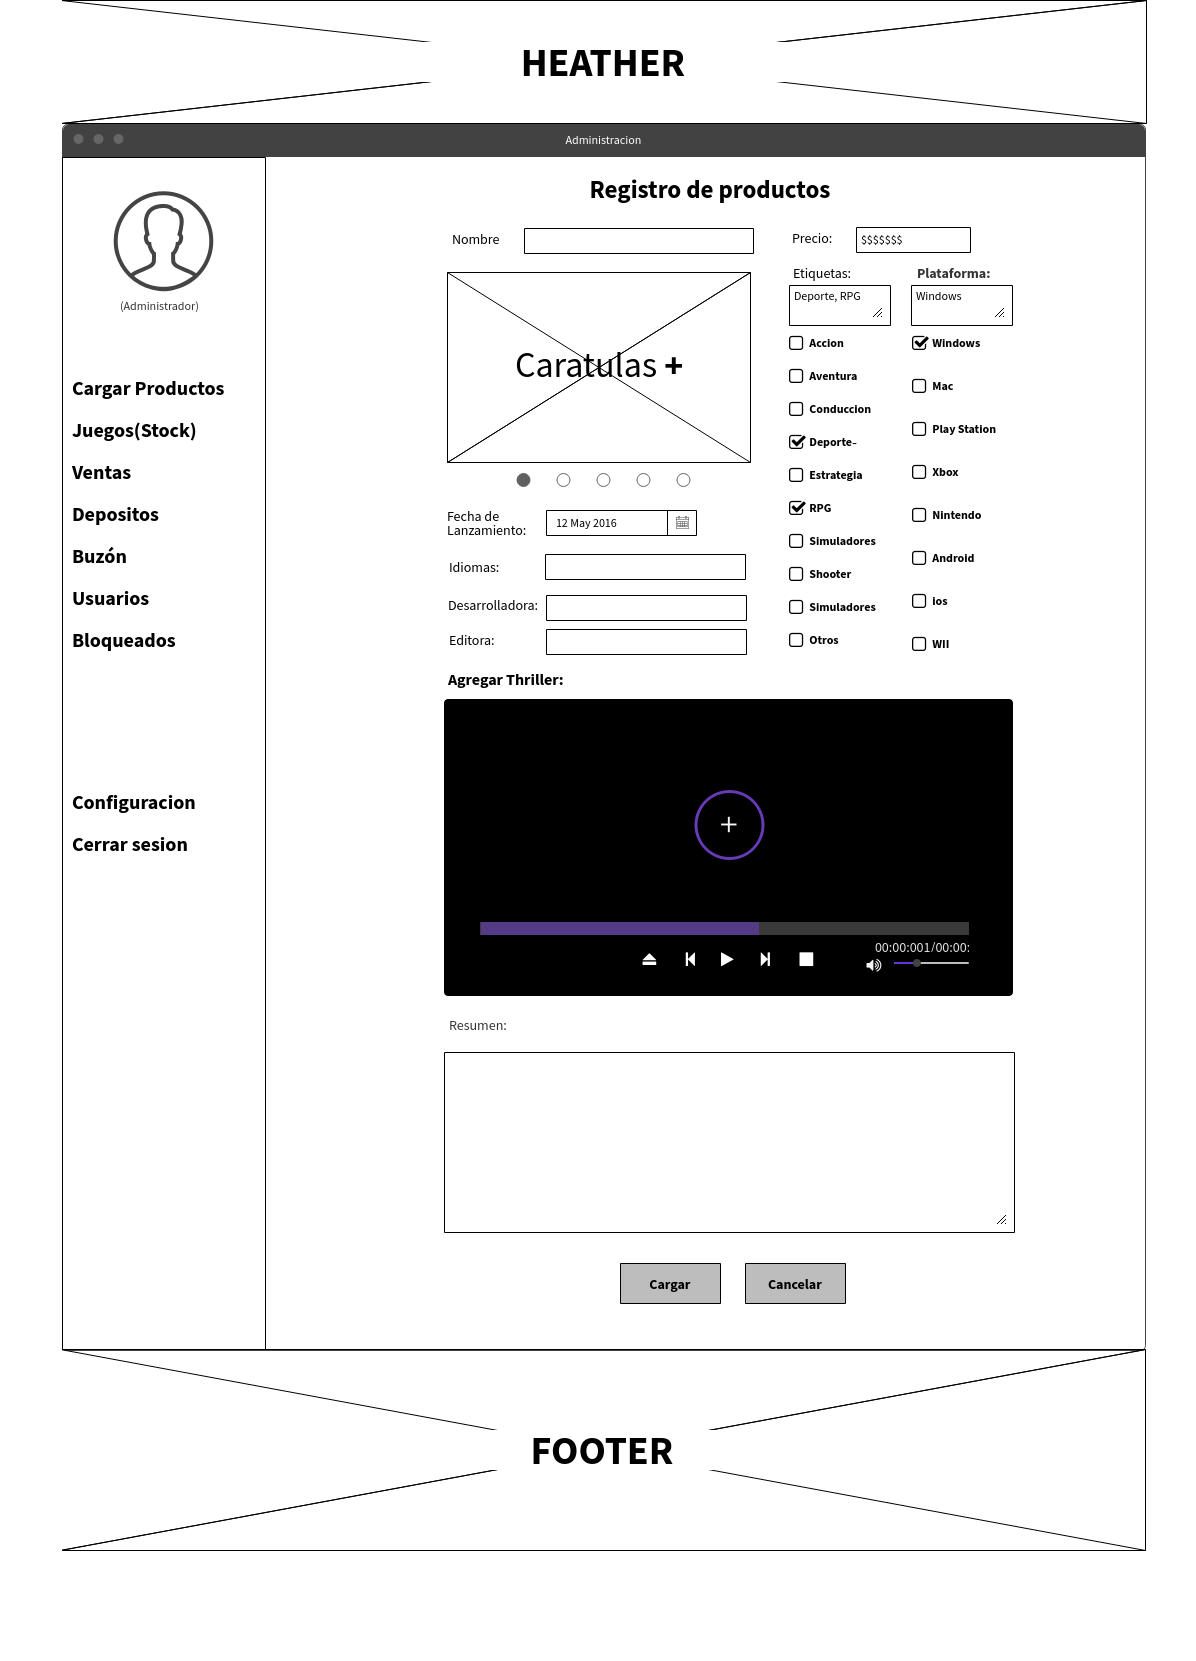 HEATHER
Administracion
(Administrador)
Cargar Productos
Juegos(Stock)
Ventas
Depositos
Buzón
Usuarios
Bloqueados
Configuracion
Cerrar sesion
Registro de productos
Nombre
Precio:
$$$$$$$
Caratulas +
Etiquetas:
Deporte, RPG
Accion
Aventura
Conduccion
Deporte-
Estrategia
RPG
Simuladores
Shooter
Simuladores
Otros
Plataforma:
Windows
Windows
Mac
Play Station
Xbox
Nintendo
Android
ios
WII
Fecha de
Lanzamiento:
12 May 2016
Idiomas:
Desarrolladora:
Editora:
Agregar Thriller:
00:00:001/00:00:
Resumen:
Cargar
Cancelar
FOOTER